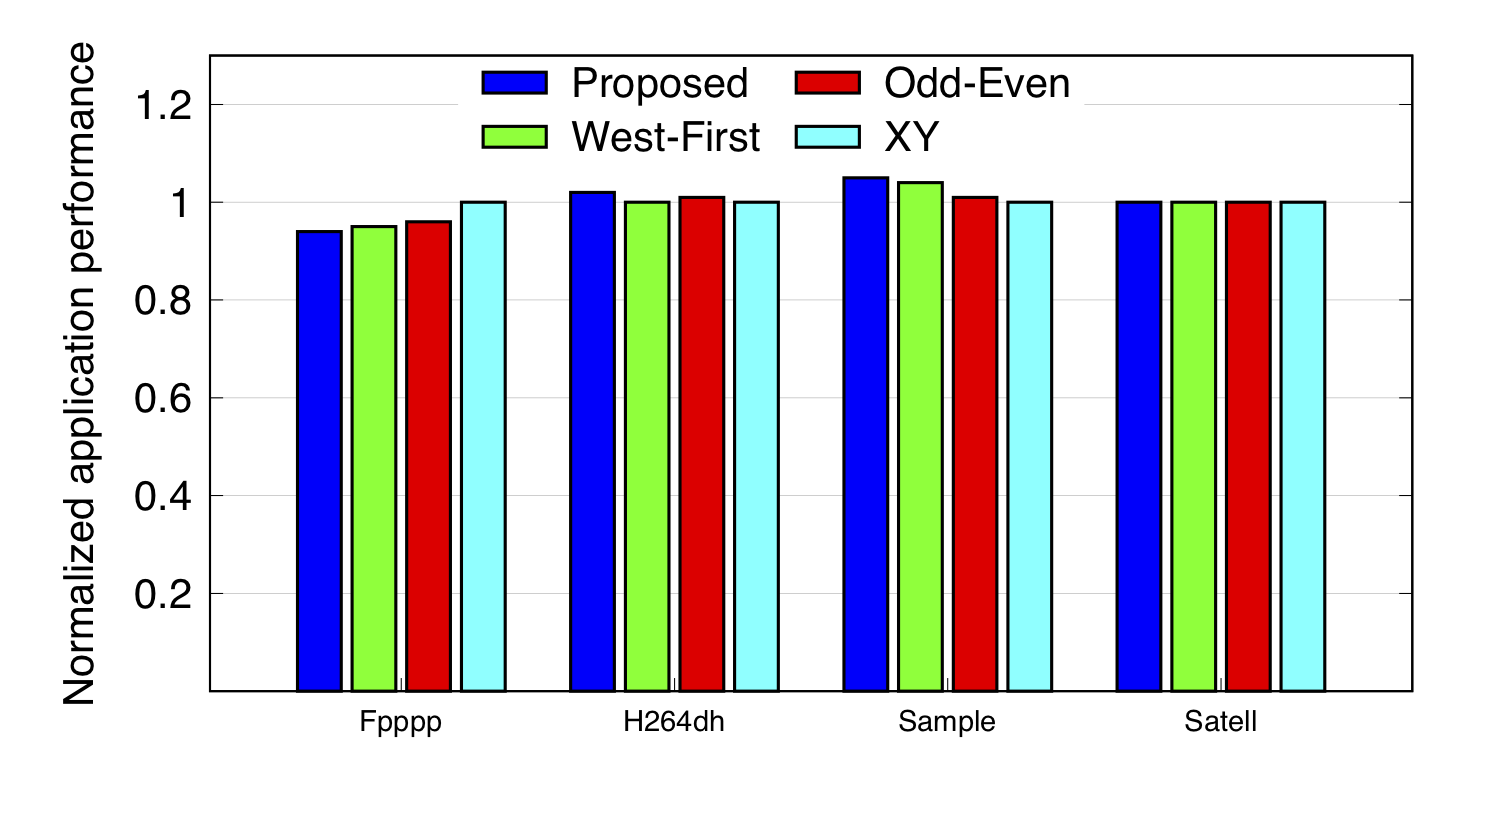 Normalized application performance
Proposed Odd-Even
West-First XY
1.2
1
0.8
0.6
0.4
0.2
Fpppp H264dh Sample Satell